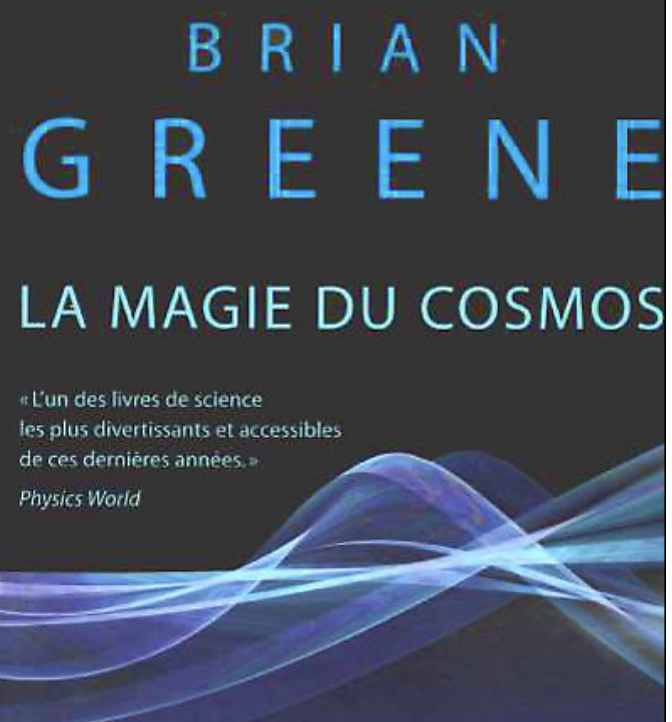 BRIAN
GREENE
LA MAGIE DU COSMOS
« L'un des livres de science
les plus divertissants et accessibles
de ces dernières années. »
Physics World